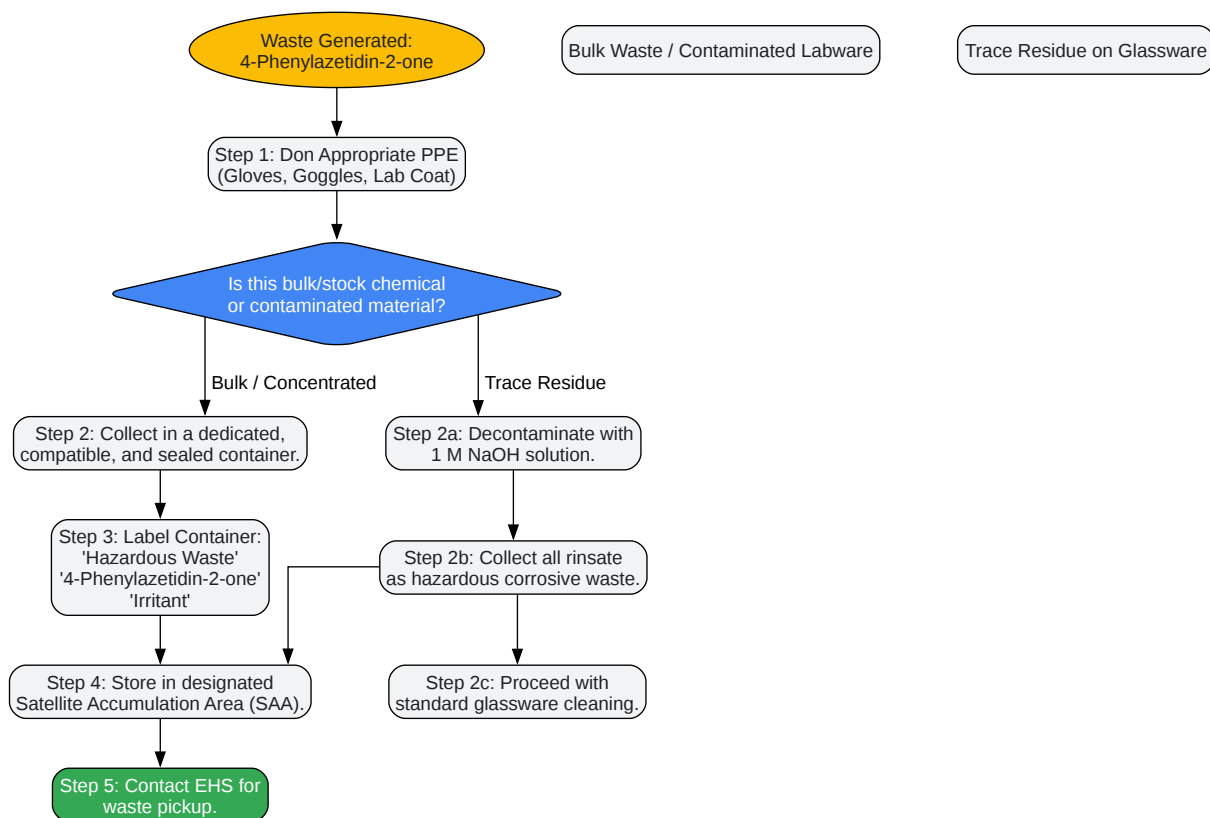 Waste Generated:
4-Phenylazetidin-2-one
Bulk Waste / Contaminated Labware
Trace Residue on Glassware
Step 1: Don Appropriate PPE
(Gloves, Goggles, Lab Coat)
Is this bulk/stock chemical
or contaminated material?
Bulk / Concentrated
Trace Residue
Step 2: Collect in a dedicated,
compatible, and sealed container.
Step 2a: Decontaminate with
1 M NaOH solution.
Step 3: Label Container:
'Hazardous Waste'
'4-Phenylazetidin-2-one'
'Irritant'
Step 2b: Collect all rinsate
as hazardous corrosive waste.
Step 4: Store in designated
Satellite Accumulation Area (SAA).
Step 2c: Proceed with
standard glassware cleaning.
Step 5: Contact EHS for
waste pickup.